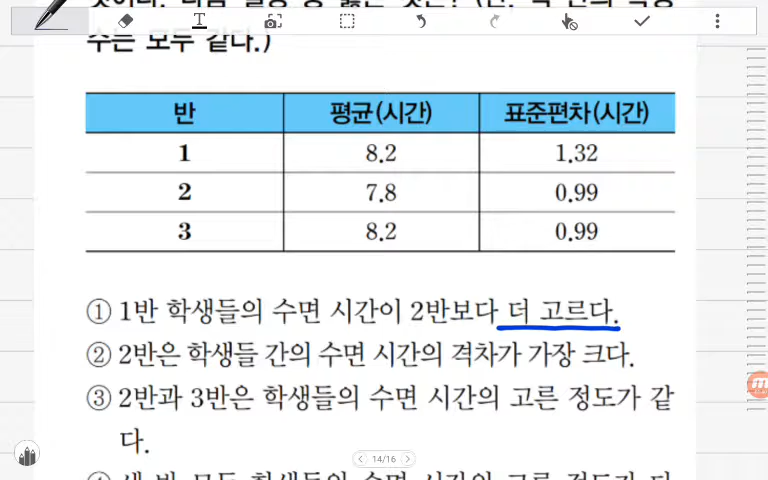 수는 모두 같다.)
반 평균(시간) 표준편차(시간)
1 8.2 1.32
2 7.8 0.99
3 8.2 0.99
① 1반 학생들의 수면 시간이 2반보다 더 고르다.
② 2반은 학생들 간의 수면 시간의 격차가 가장 크다.
③ 2반과 3반은 학생들의 수면 시간의 고른 정도가 같
다.
14/16